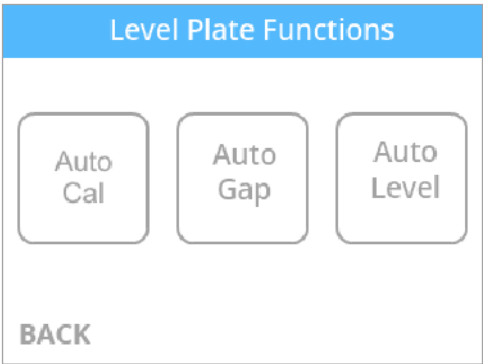 Level Plate Functions
Auto
Cal
Auto
Gap
Auto
Level
BACK